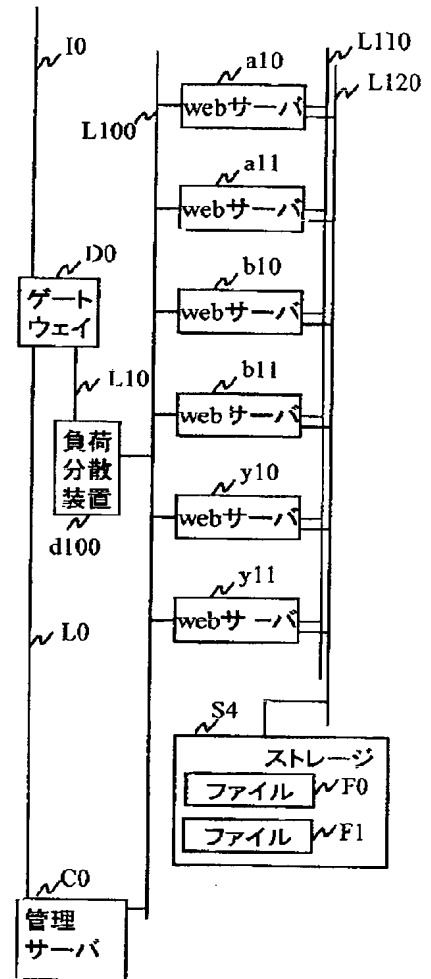 I0
L110
a10
L120
L100
webサーバ
a11
webサーバ
D0
b10
ゲート
ウェイ
webサーバ
L10
b11
負荷
分散
装置
webサーバ
d100
y10
webサーバ
y11
L0
webサーバ
S4
ストレージ
ファイル
F0
ファイル
F1
C0
管理
サーバ